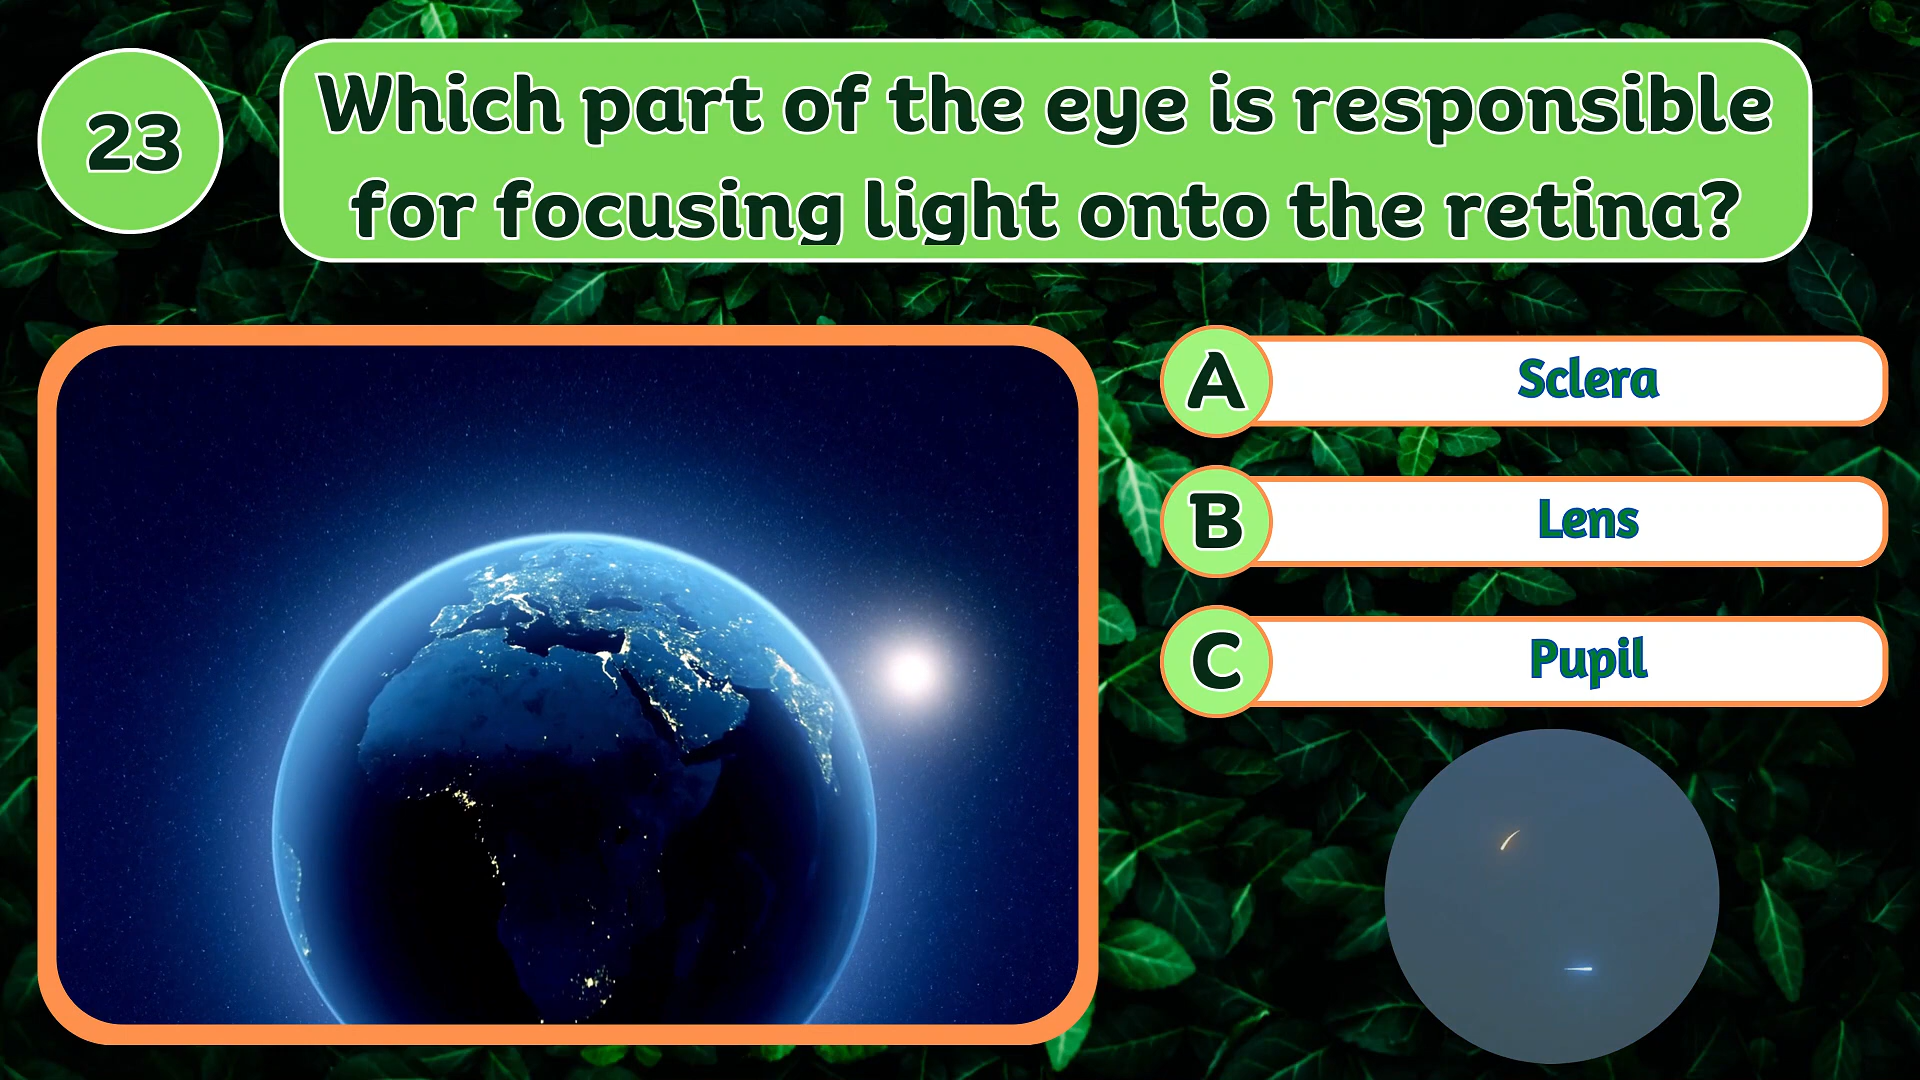 23
Which part of the eye is responsible
for focusing light onto the retina?
A
Sclera
B
Lens
C
Pupil